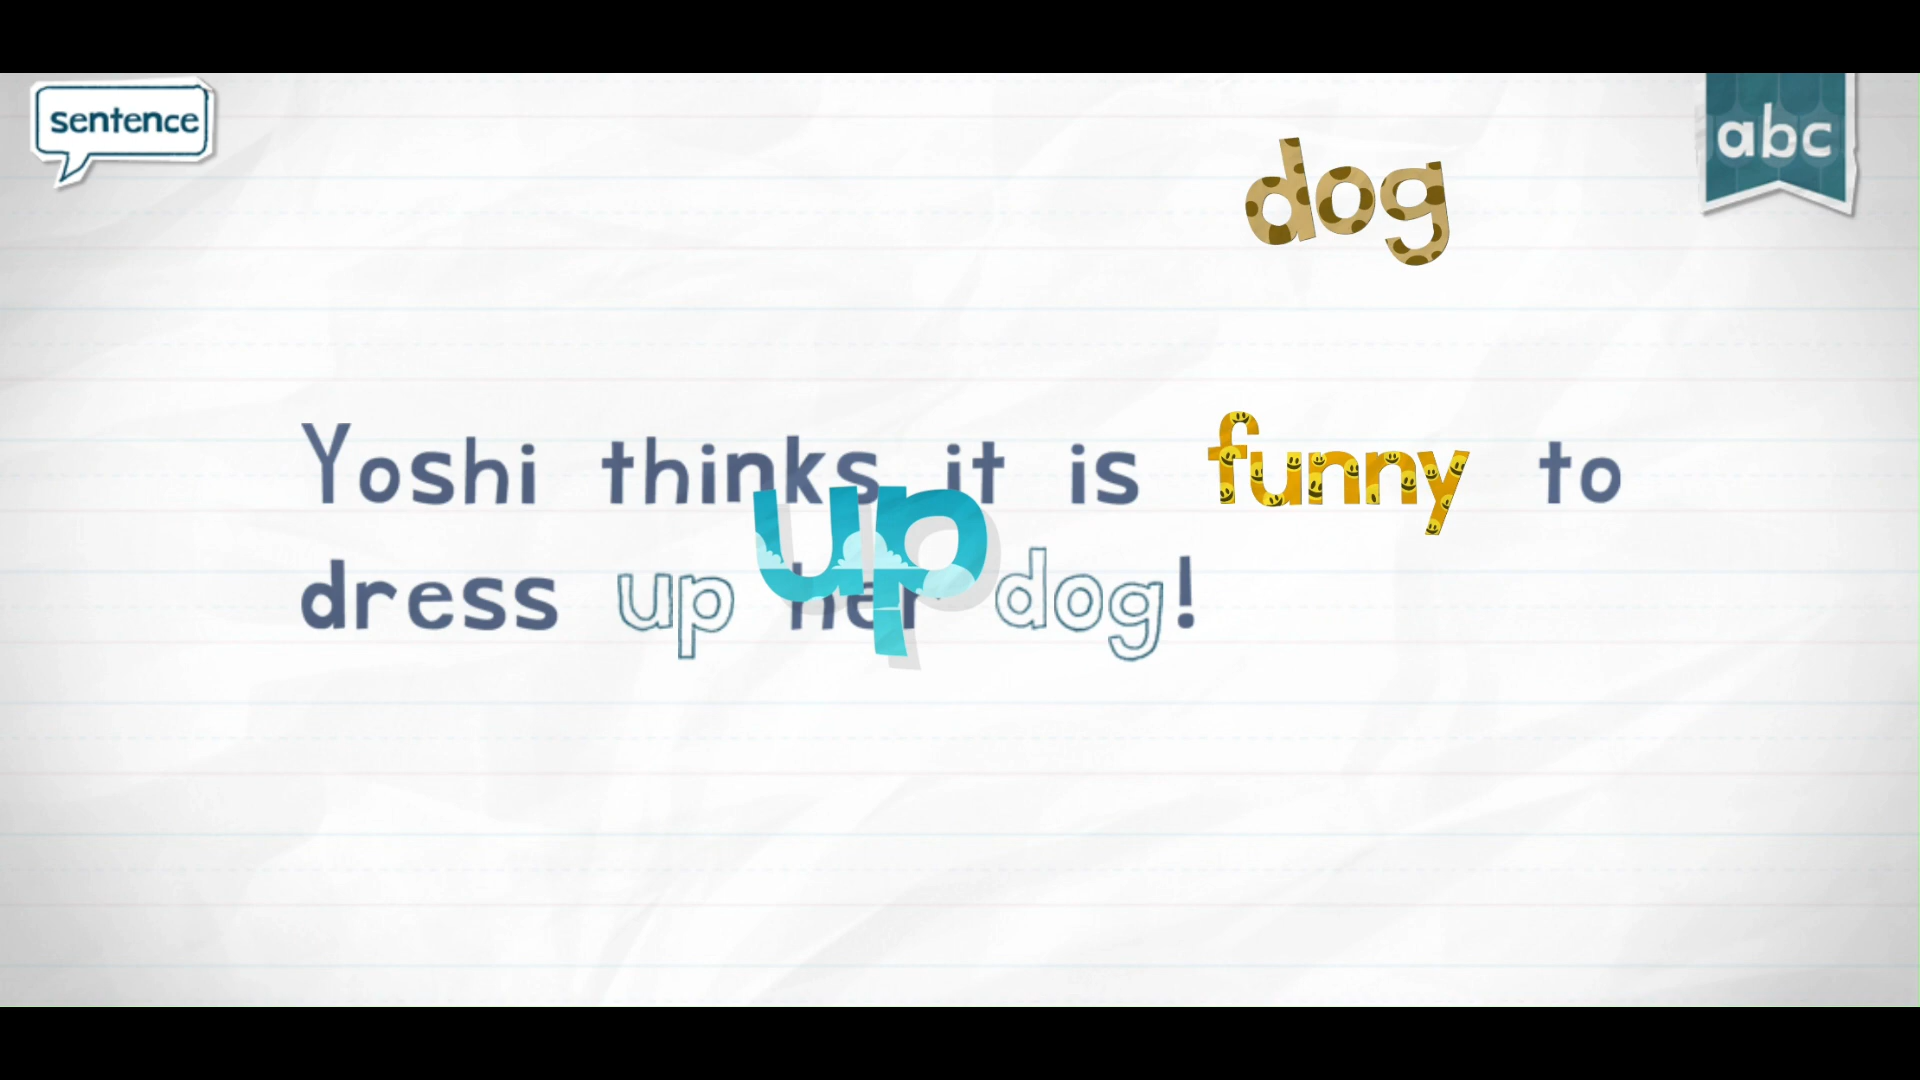 sentence
abc
dog
Yoshi thinks it is funny to
up
dress up her dog!